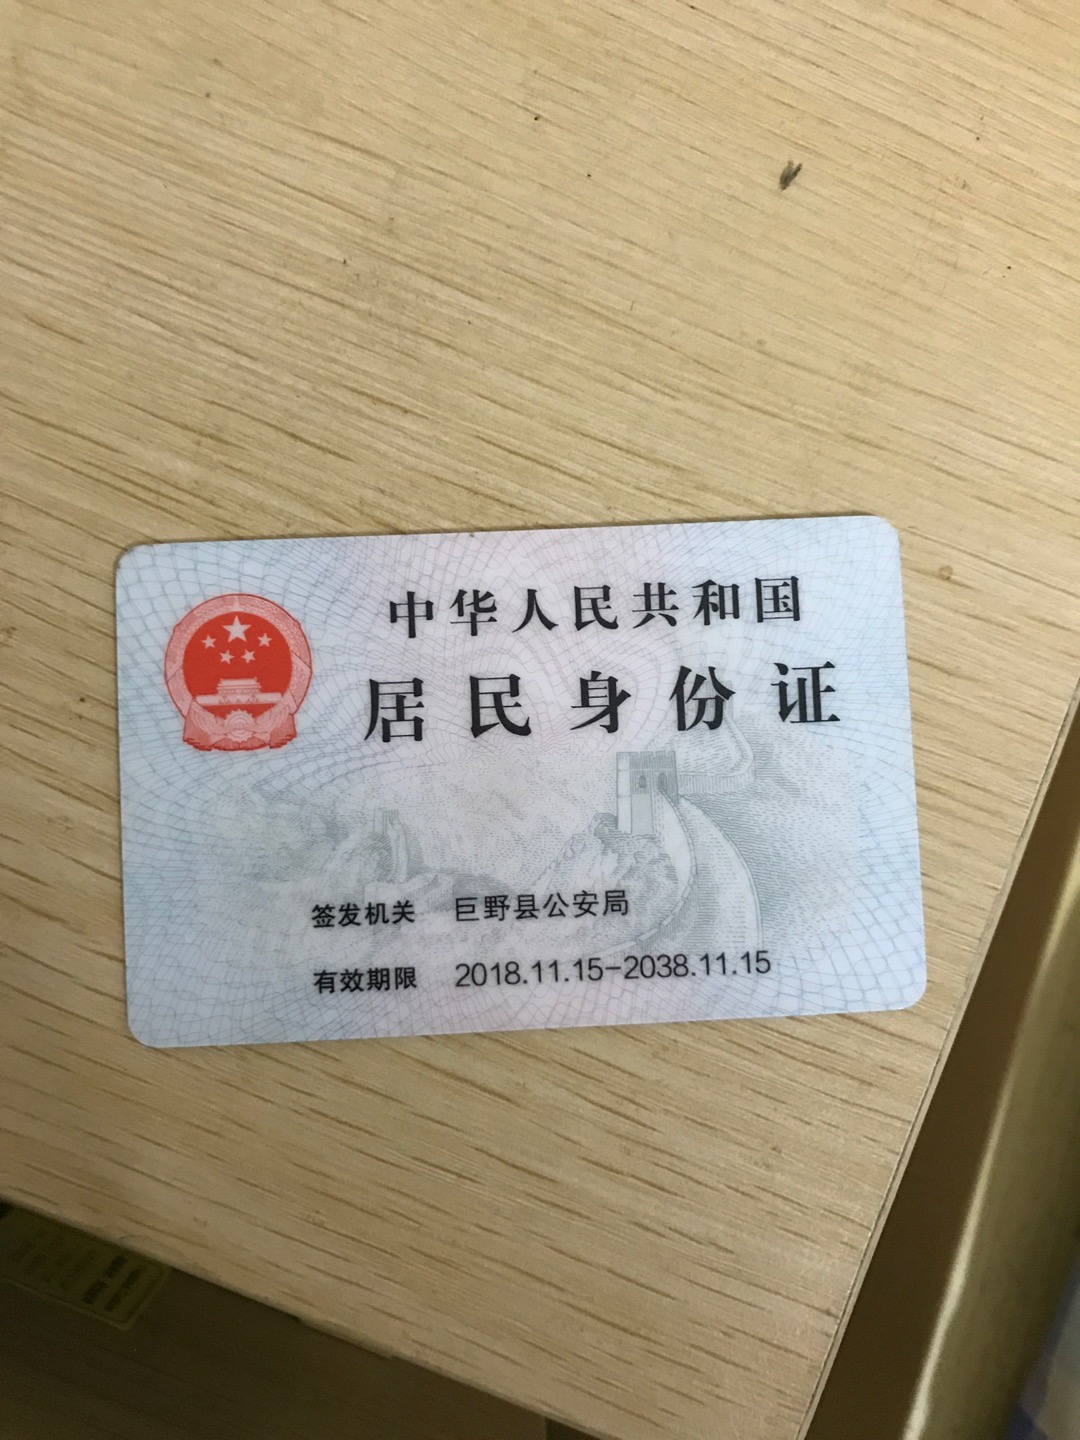 中华人民共和国
居民身份证
签发机关 巨野县公安局
有效期限 2018.11.15-2038.11.15